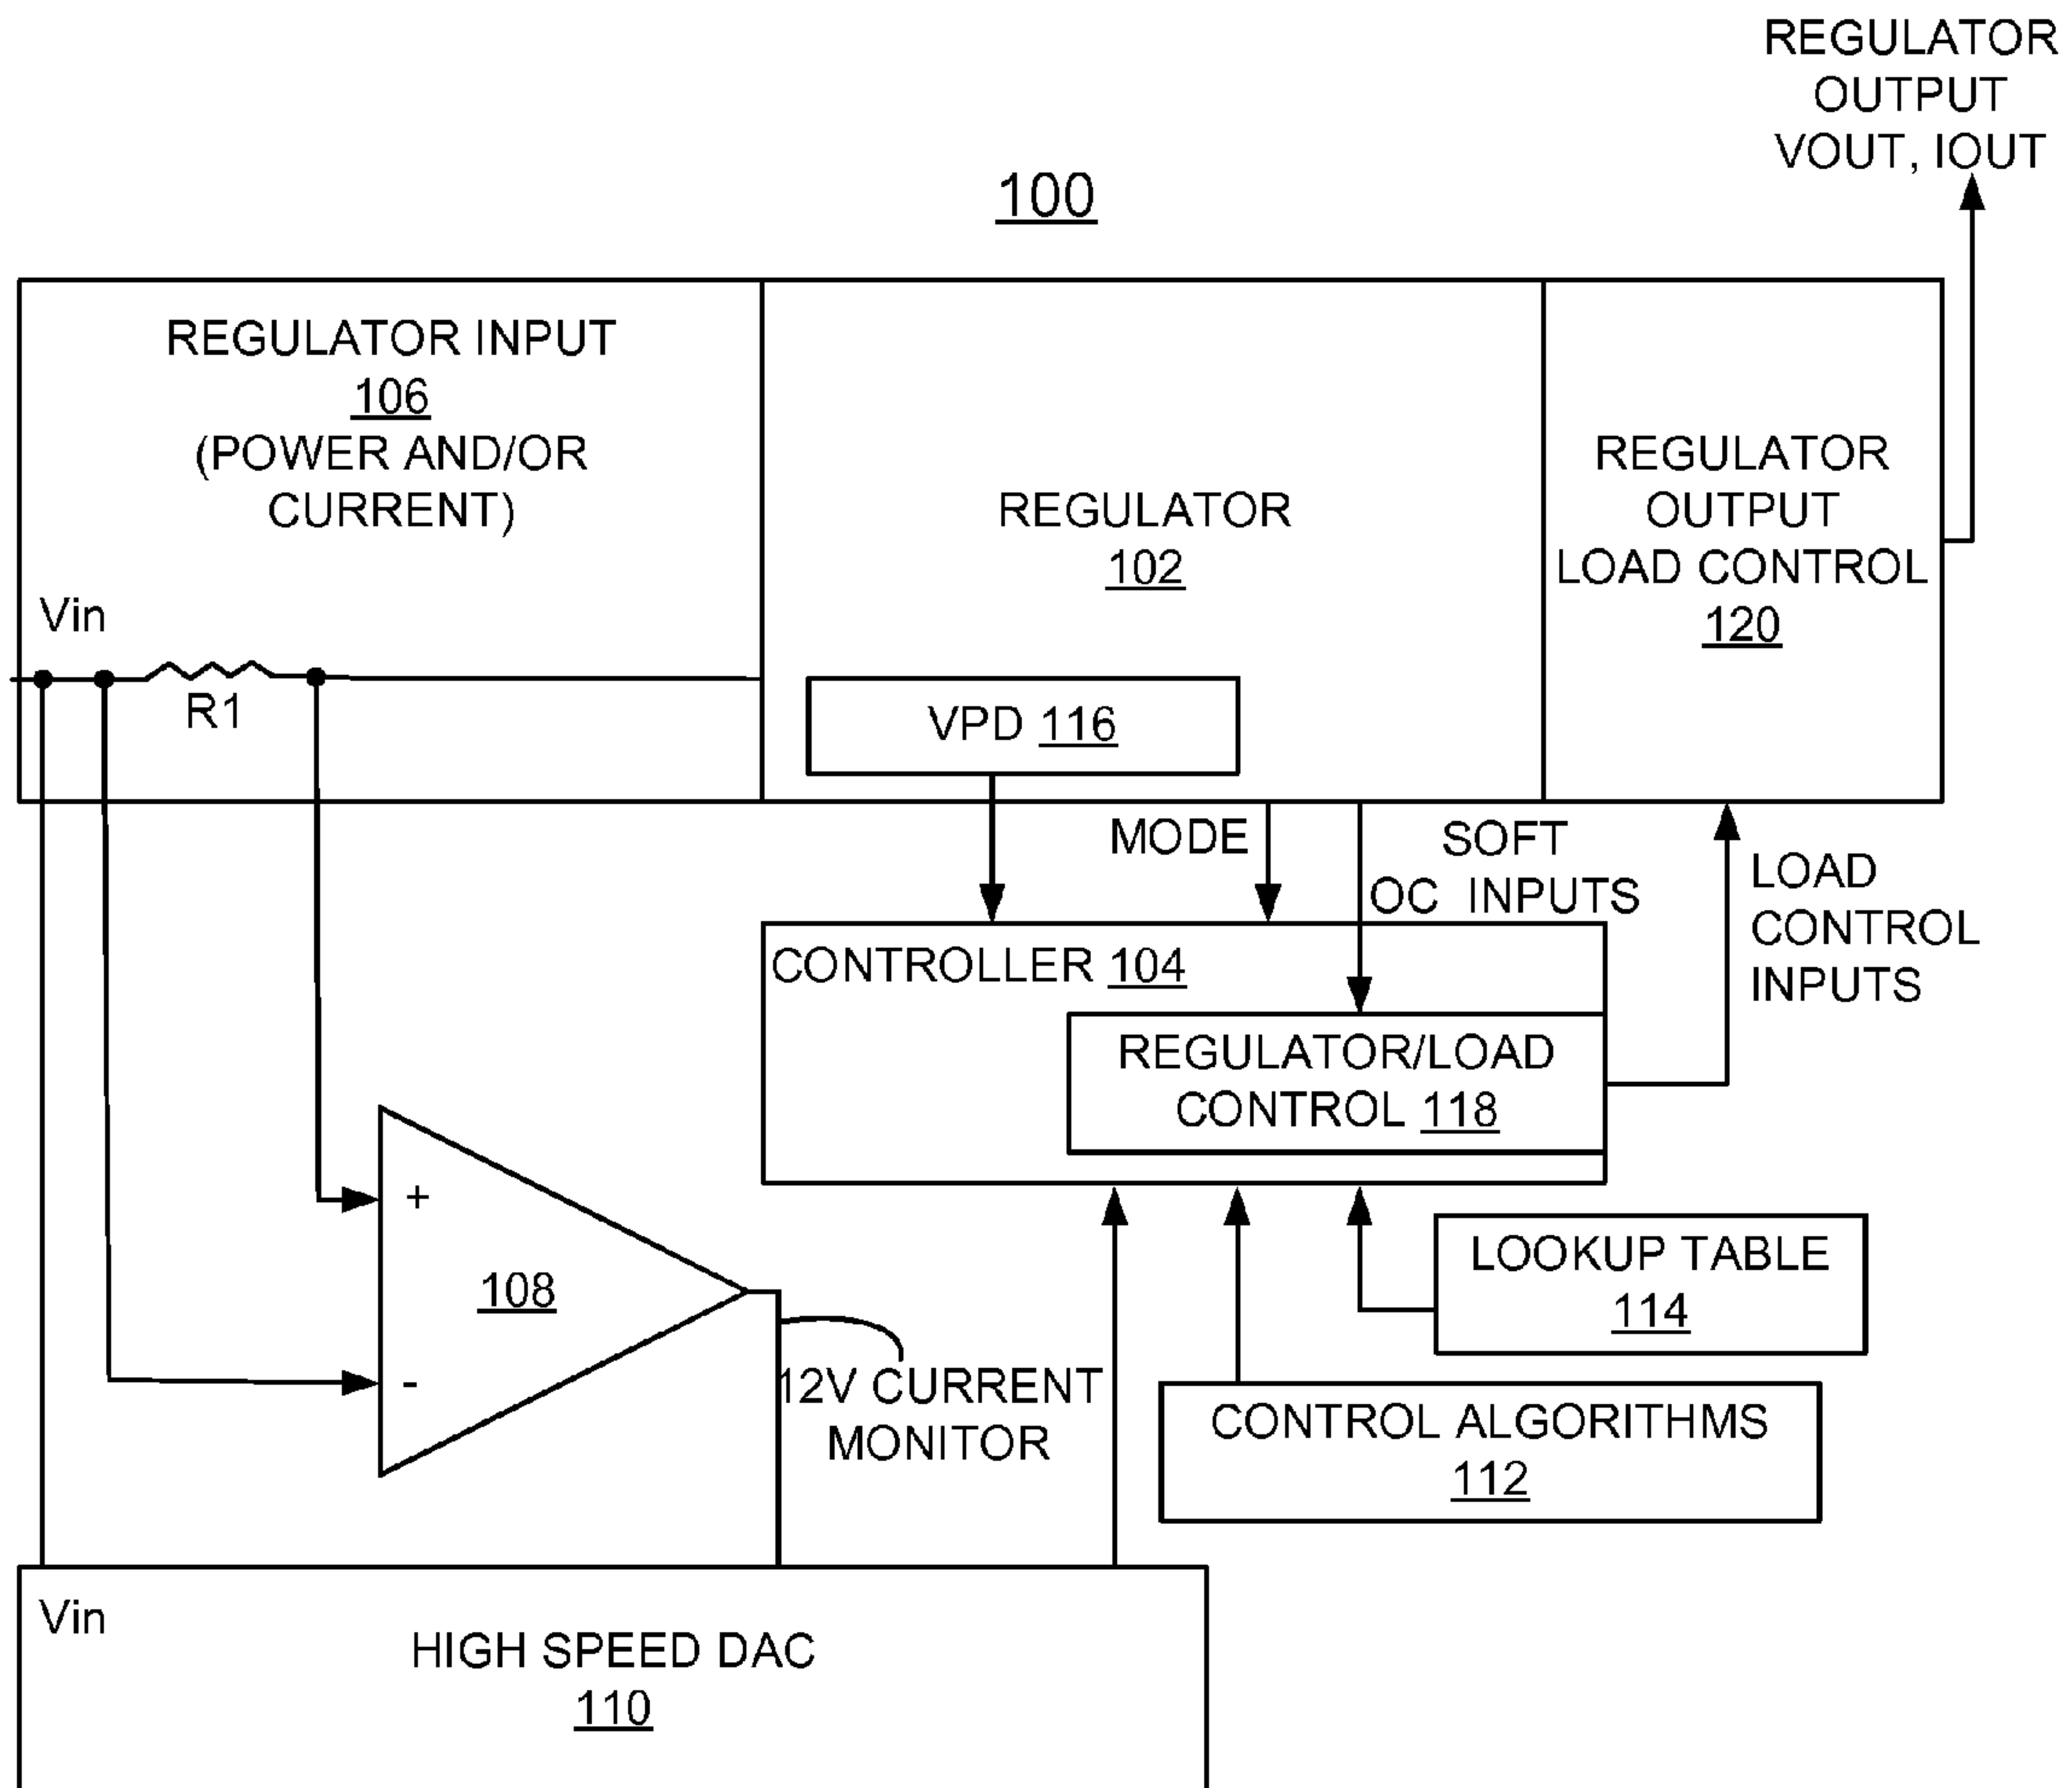 REGULATOR
OUTPUT
VOUT, IOUT
100
REGULATOR INPUT
106
(POWER AND/OR
CURRENT)
Vin
R1
REGULATOR
102
VPD 116
REGULATOR
OUTPUT
LOAD CONTROL
120
MODE
SOFT
OC INPUTS
LOAD
CONTROL
INPUTS
CONTROLLER 104
REGULATOR/LOAD
CONTROL 118
+
108
-
12V CURRENT
MONITOR
LOOKUP TABLE
114
CONTROL ALGORITHMS
112
Vin
HIGH SPEED DAC
110